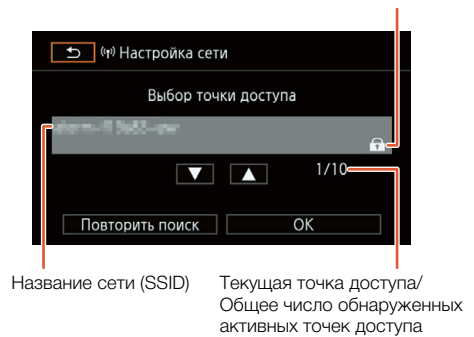 Настройка сети
Выбор точки доступа
1/10
Повторить поиск
OK
Название сети (SSID)
Текущая точка доступа/
Общее число обнаруженных
активных точек доступа